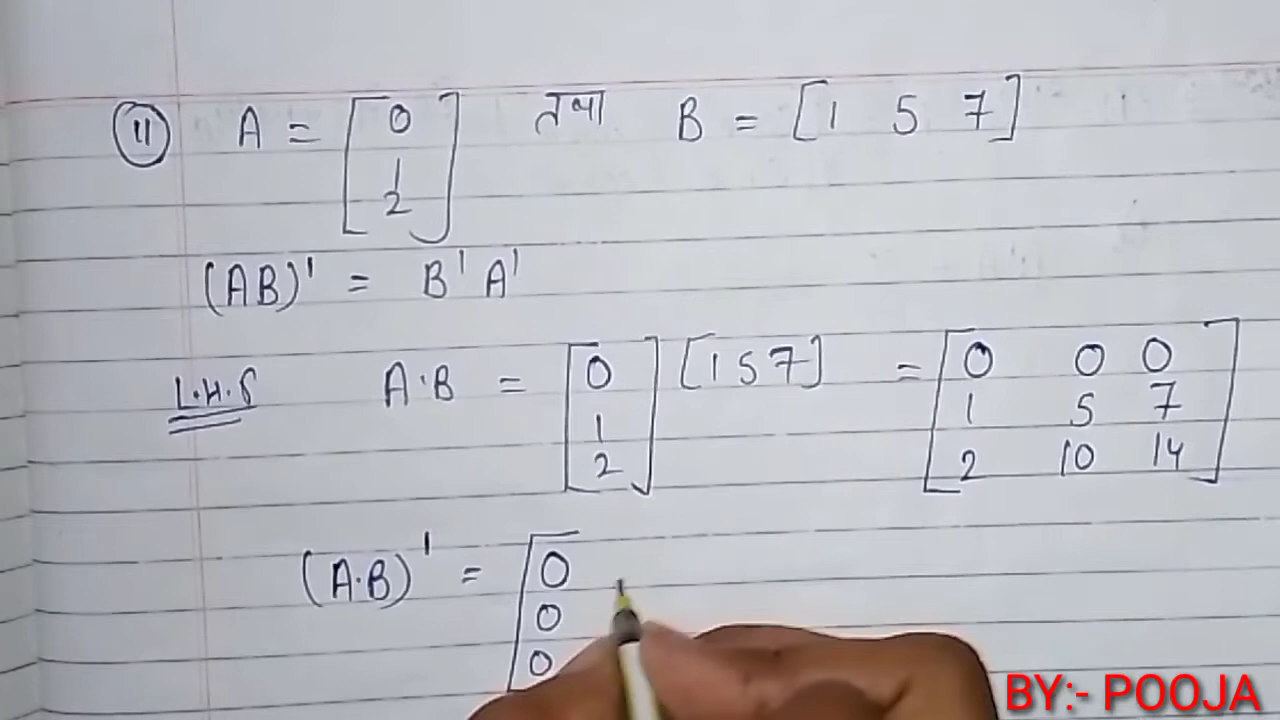 (ii) A = [0 तथा B = [1 5 7]
1
2]
(AB)' = B'A'
L.H.S A·B = [0 [1 5 7] = [0 0 0
1 1 5 7
2] 2 10 14]
(A·B)' = [0
0
0
BY:- POOJA